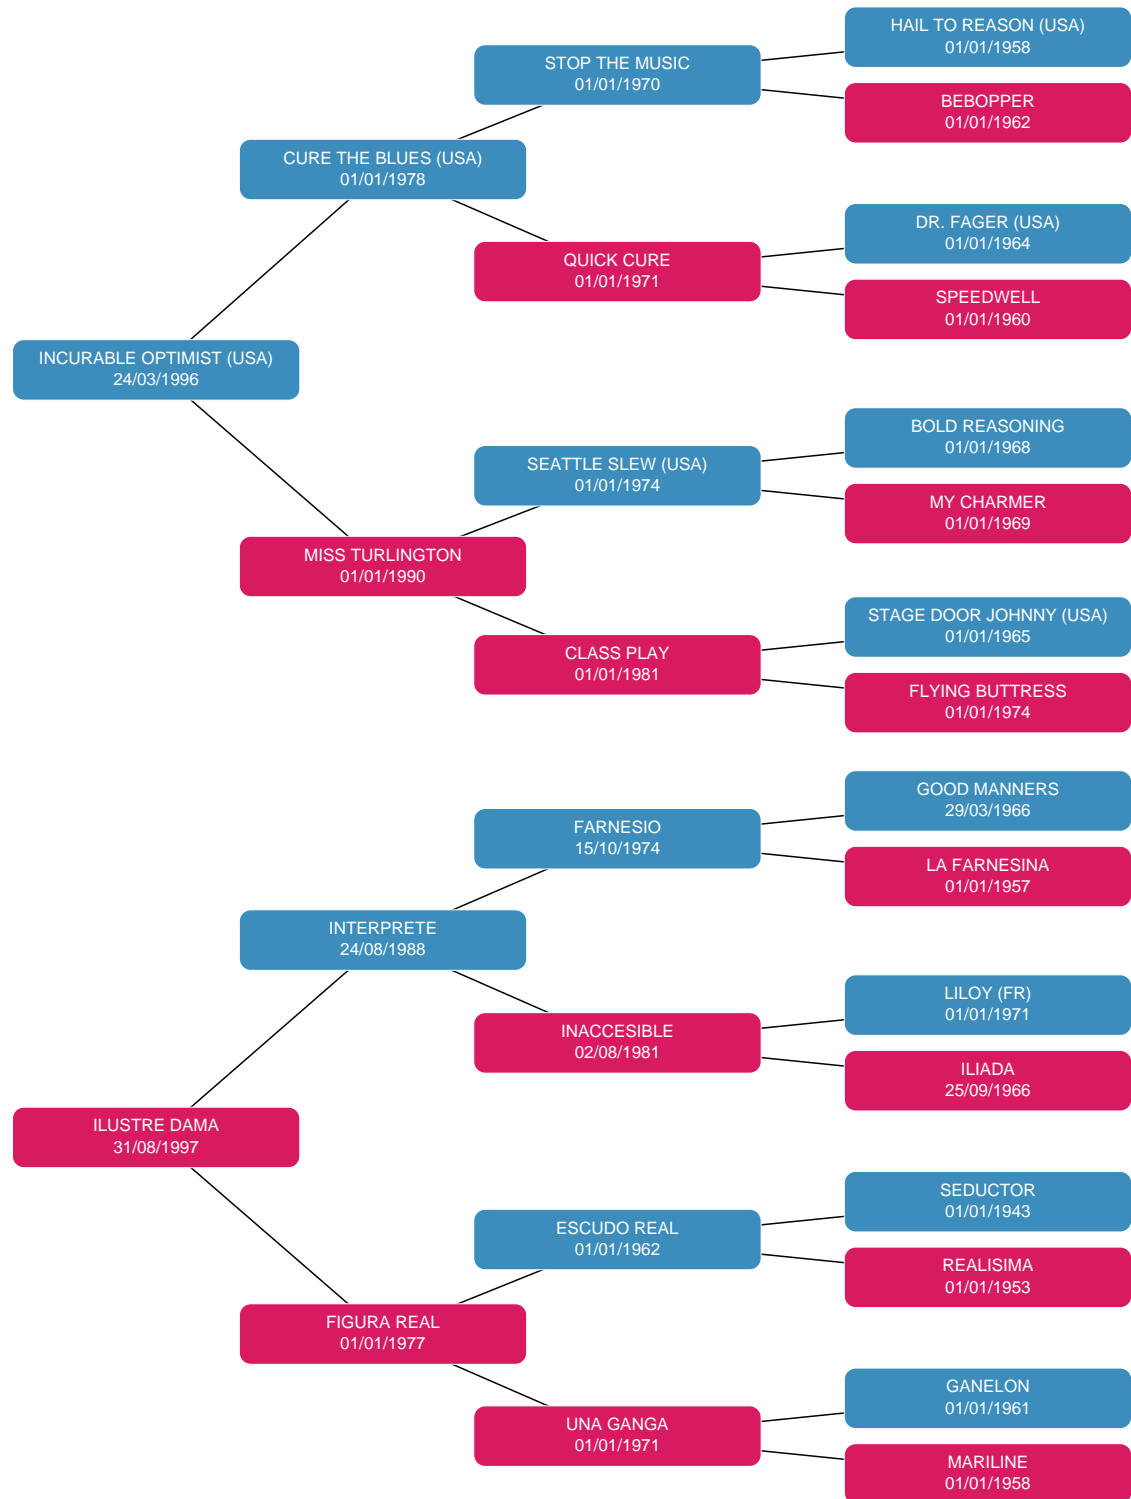 HAIL TO REASON (USA)
01/01/1958
STOP THE MUSIC
01/01/1970
BEBOPPER
01/01/1962
CURE THE BLUES (USA)
01/01/1978
DR. FAGER (USA)
01/01/1964
QUICK CURE
01/01/1971
SPEEDWELL
01/01/1960
INCURABLE OPTIMIST (USA)
24/03/1996
BOLD REASONING
01/01/1968
SEATTLE SLEW (USA)
01/01/1974
MY CHARMER
01/01/1969
MISS TURLINGTON
01/01/1990
STAGE DOOR JOHNNY (USA)
01/01/1965
CLASS PLAY
01/01/1981
FLYING BUTTRESS
01/01/1974
GOOD MANNERS
29/03/1966
FARNESIO
15/10/1974
LA FARNESINA
01/01/1957
INTERPRETE
24/08/1988
LILOY (FR)
01/01/1971
INACCESIBLE
02/08/1981
ILIADA
25/09/1966
ILUSTRE DAMA
31/08/1997
SEDUCTOR
01/01/1943
ESCUDO REAL
01/01/1962
REALISIMA
01/01/1953
FIGURA REAL
01/01/1977
GANELON
01/01/1961
UNA GANGA
01/01/1971
MARILINE
01/01/1958